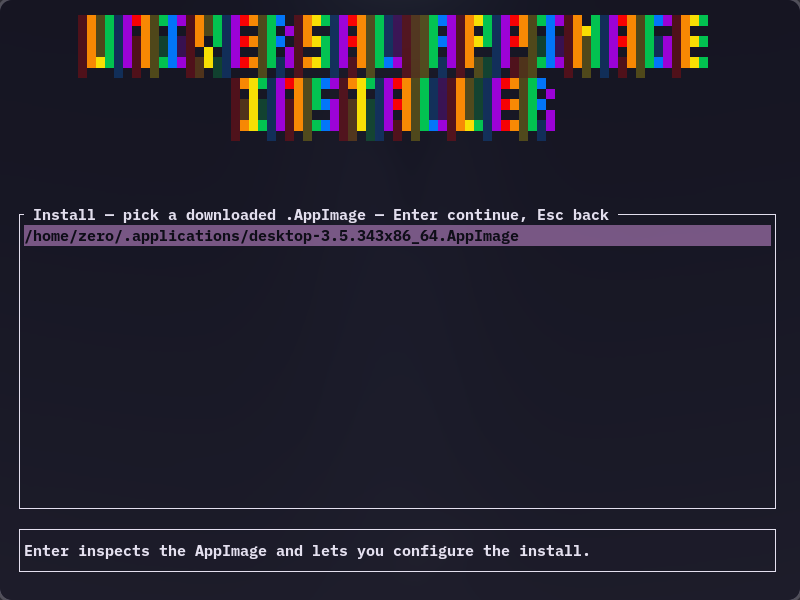 Install — pick a downloaded .AppImage — Enter continue, Esc back
/home/zero/.applications/desktop-3.5.343x86_64.AppImage
Enter inspects the AppImage and lets you configure the install.